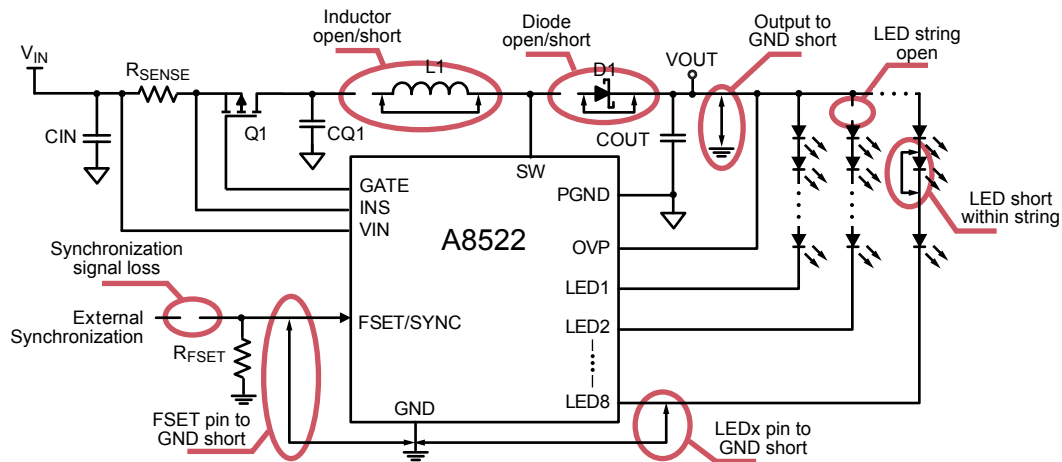 Inductor
open/short
Diode
open/short
Output to
GND short
LED string
open
VIN
RSENSE
L1
D1
VOUT
CIN
Q1
CQ1
COUT
SW
GATE
INS
VIN
PGND
A8522
OVP
LED short
within string
Synchronization
signal loss
LED1
External
Synchronization
FSET/SYNC
LED2
RFSET
LED8
GND
FSET pin to
GND short
LEDx pin to
GND short